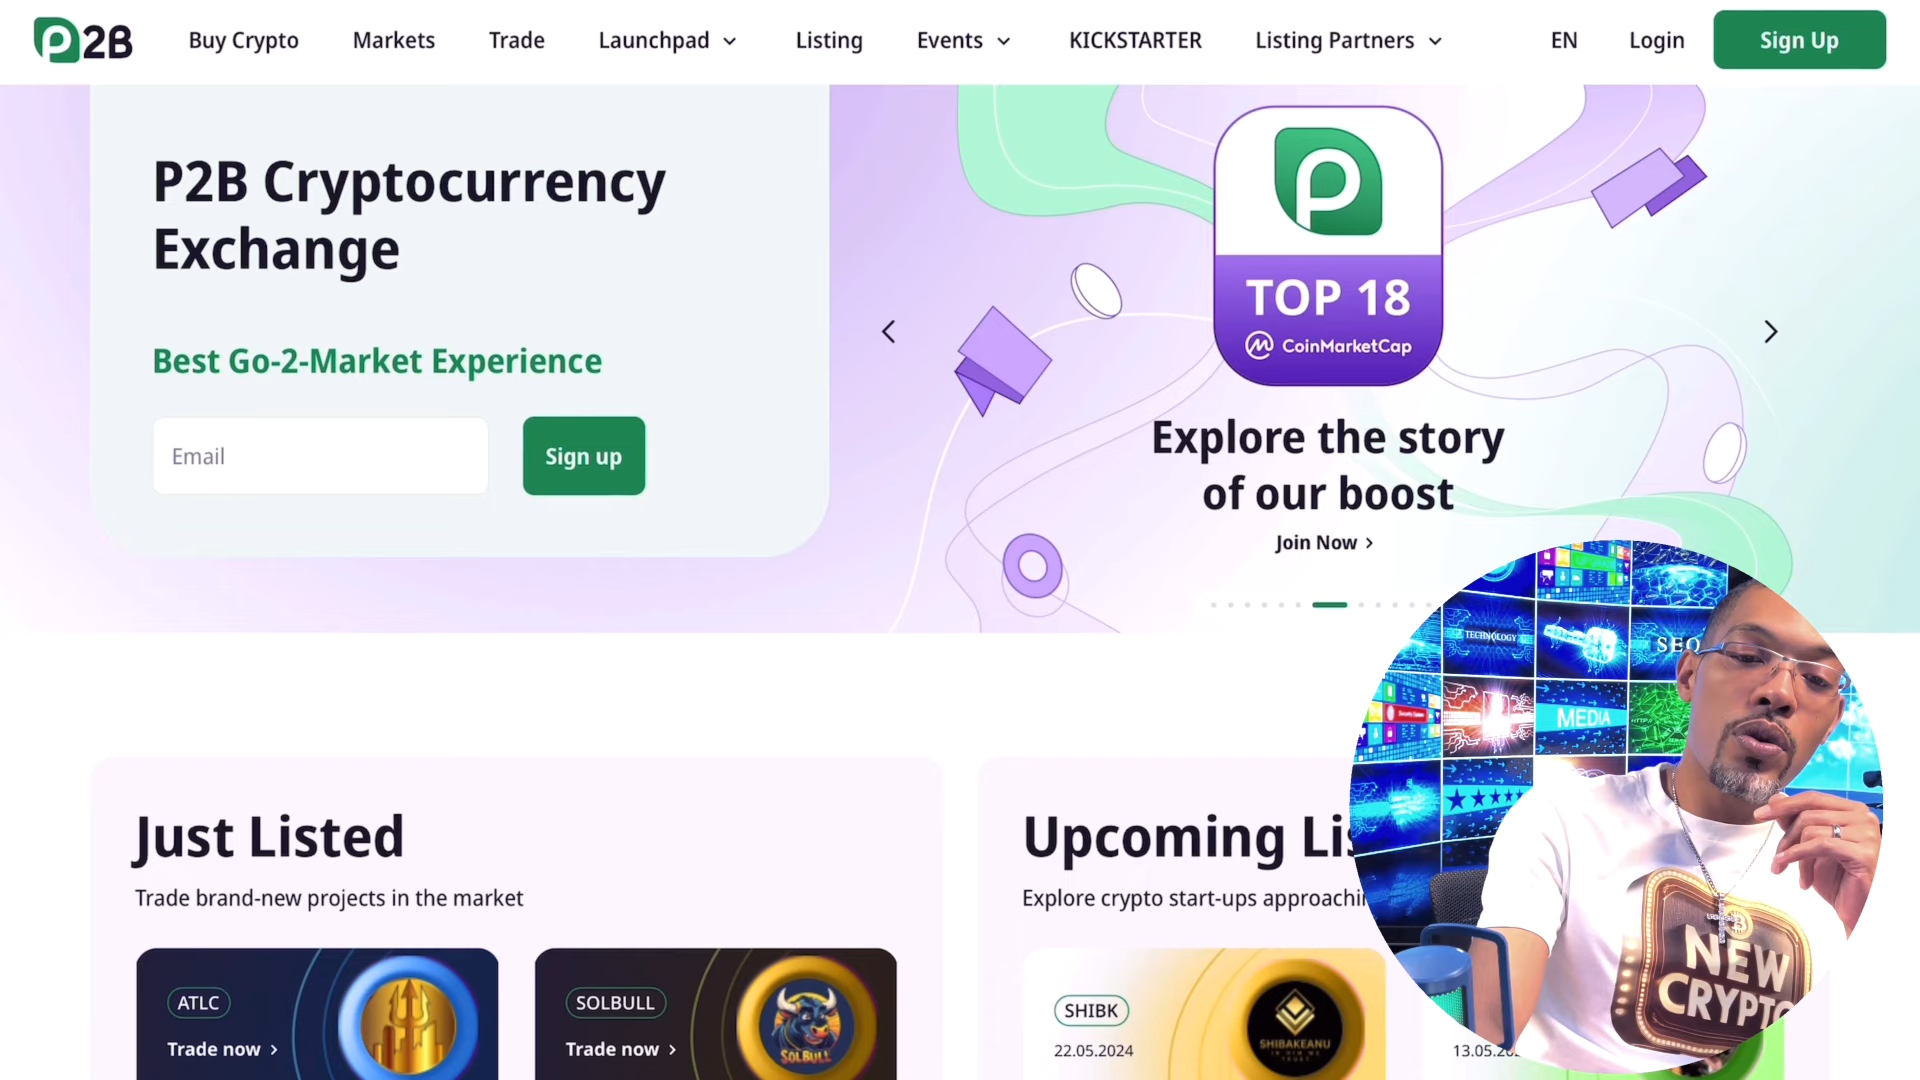 P2B
Buy Crypto
Markets
Trade
Launchpad
Listing
Events
KICKSTARTER
Listing Partners
EN
Login
Sign Up
P2B Cryptocurrency
Exchange
Best Go-2-Market Experience
Email
Sign up
TOP 18
CoinMarketCap
Explore the story
of our boost
Join Now
TECHNOLOGY
SEO
MEDIA
Just Listed
Trade brand-new projects in the market
Upcoming Lis
Explore crypto start-ups approachin
ATLC
Trade now
SOLBULL
Trade now
SOLBULL
SHIBK
22.05.2024
SHIBAKEANU
13.05.20
NEW
CRYPTO